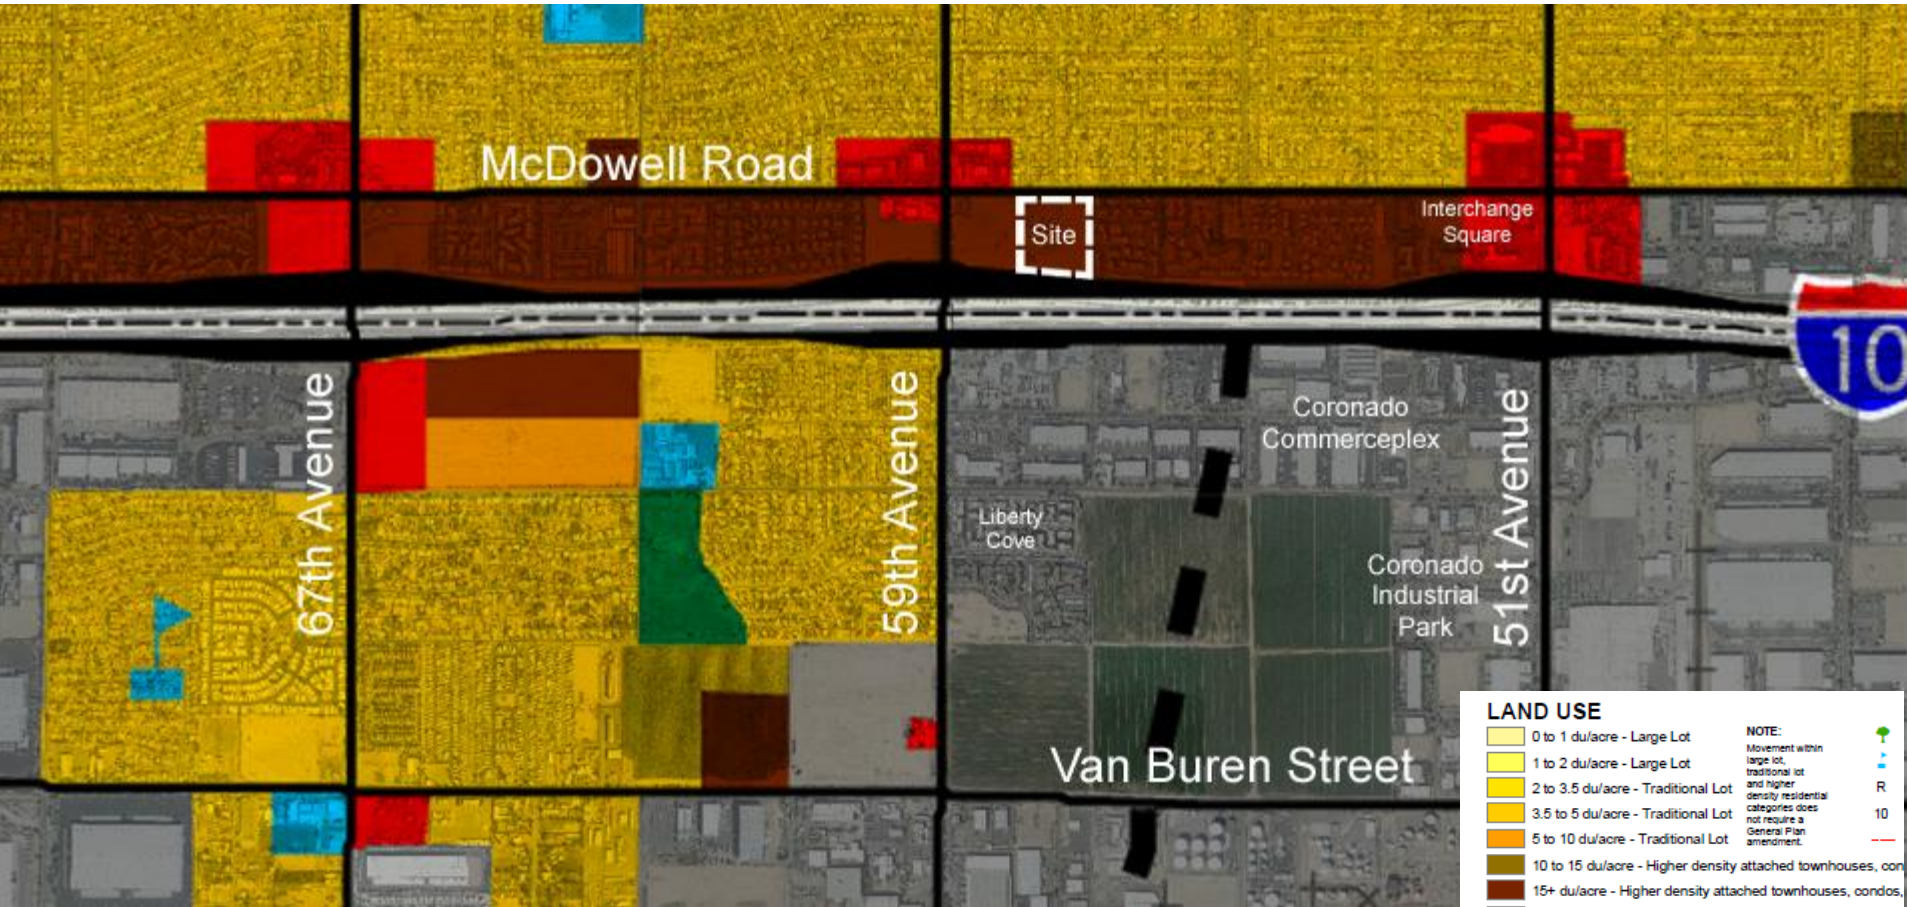 McDowell Road
Site
Interchange
Square
10
67th Avenue
59th Avenue
51st Avenue
Coronado
Commerceplex
Liberty
Cove
Coronado
Industrial
Park
Van Buren Street
LAND USE
0 to 1 du/acre - Large Lot
1 to 2 du/acre - Large Lot
2 to 3.5 du/acre - Traditional Lot
3.5 to 5 du/acre - Traditional Lot
5 to 10 du/acre - Traditional Lot
10 to 15 du/acre - Higher density attached townhouses, con
15+ du/acre - Higher density attached townhouses, condos,
NOTE:
Movement within
large lot,
traditional lot
and higher
density residential
categories does
not require a
General Plan
amendment.
R
10